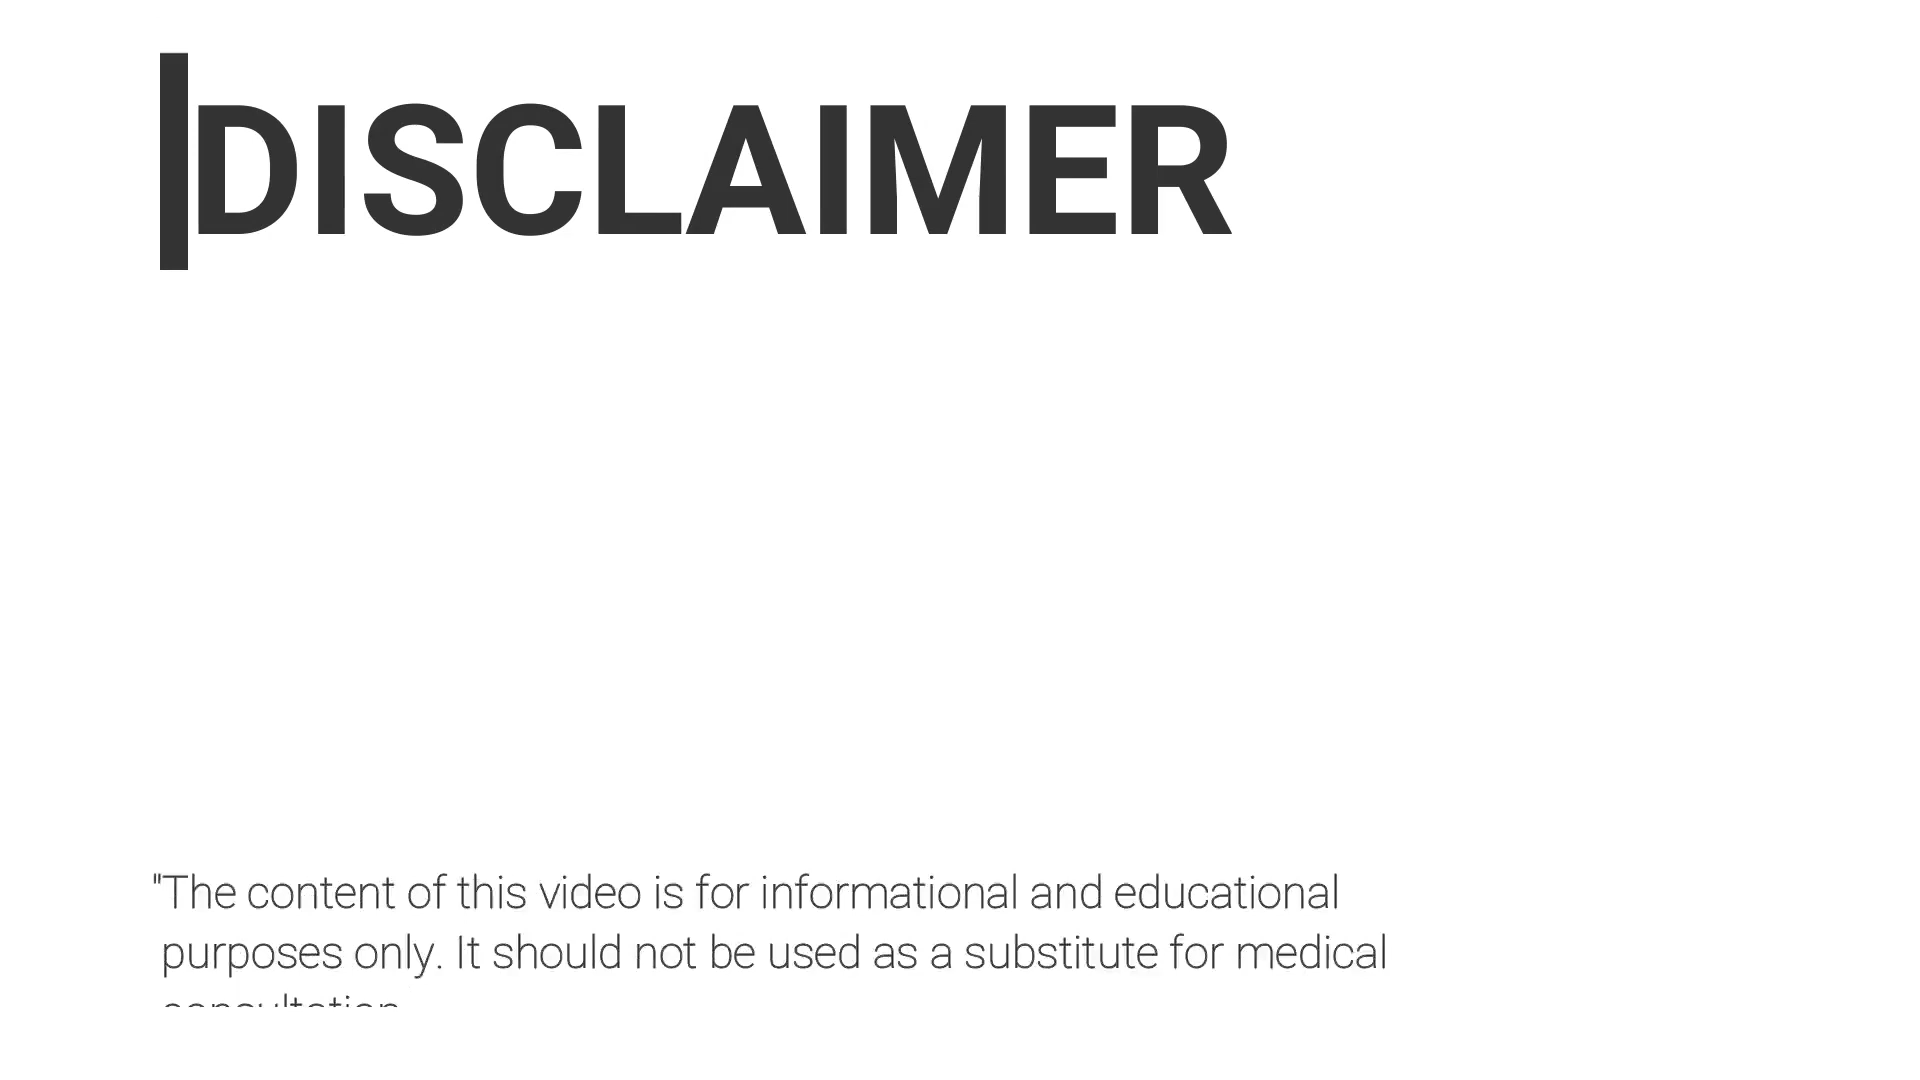 DISCLAIMER
"The content of this video is for informational and educational
purposes only. It should not be used as a substitute for medical
consultation